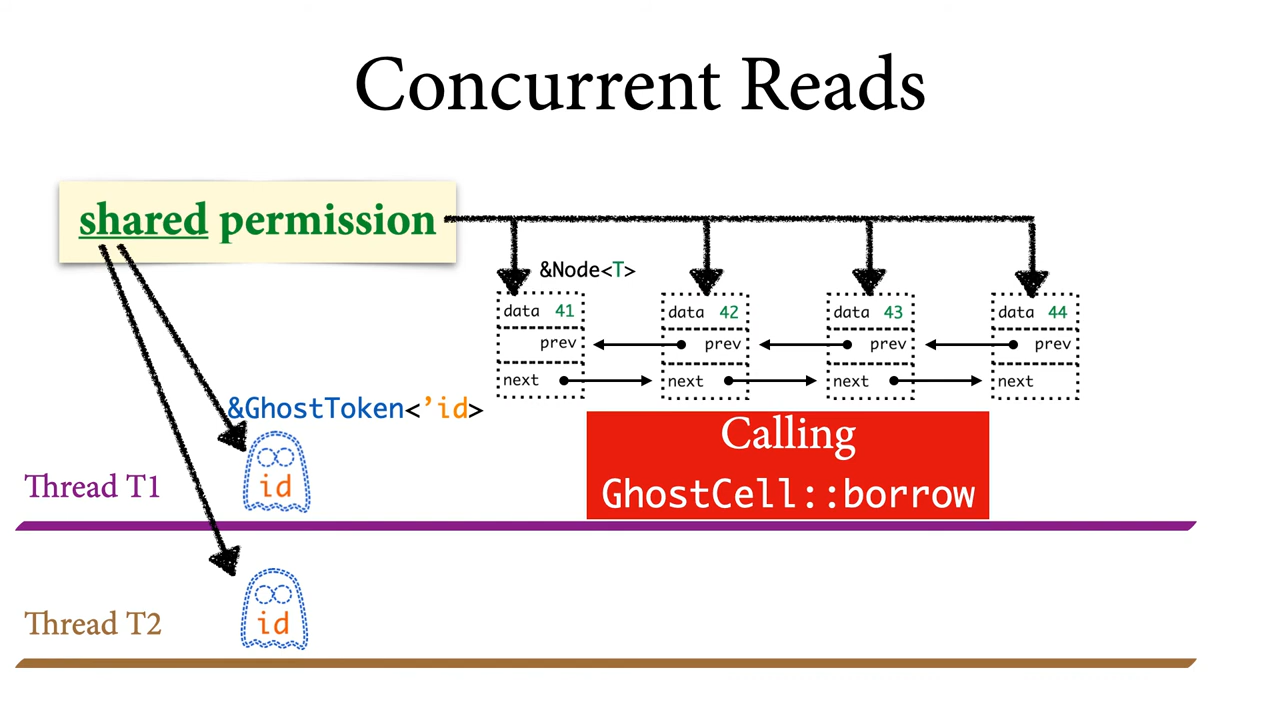 Concurrent Reads
shared permission
&Node<T>
data 41
prev
next
data 42
prev
next
data 43
prev
next
data 44
prev
next
&GhostToken<’id>
Calling
GhostCell::borrow
Thread T1
id
Thread T2
id